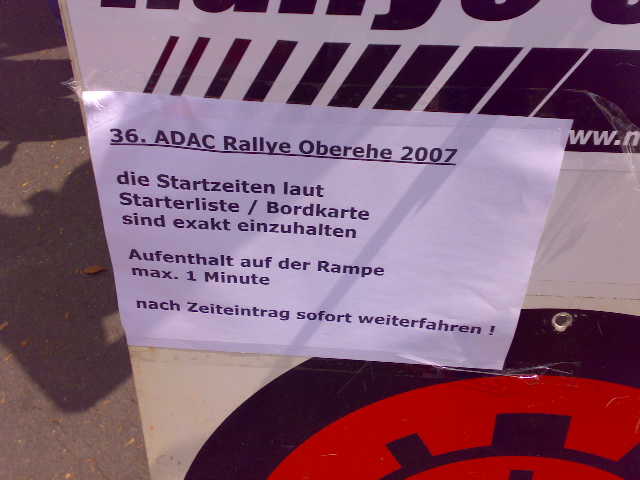 36. ADAC Rallye Oberehe 2007
die Startzeiten laut
Starterliste / Bordkarte
sind exakt einzuhalten
Aufenthalt auf der Rampe
max. 1 Minute
nach Zeiteintrag sofort weiterfahren !